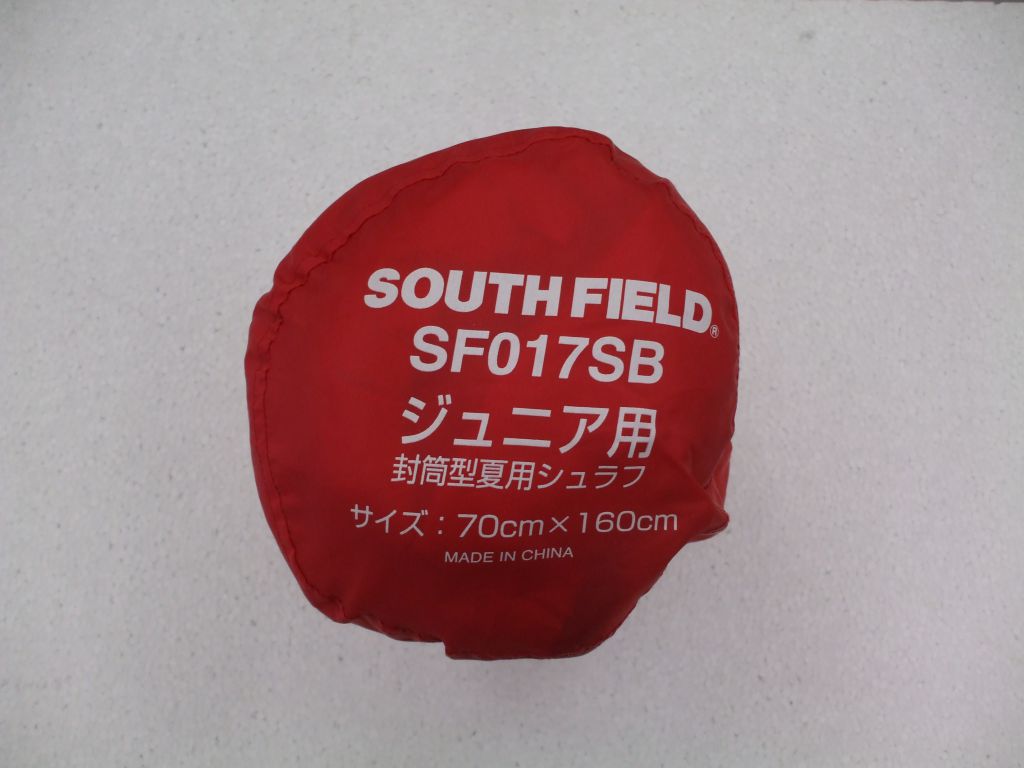 SOUTH FIELD®
SF017SB
ジュニア用
封筒型夏用シュラフ
サイズ：70cm×160cm
MADE IN CHINA